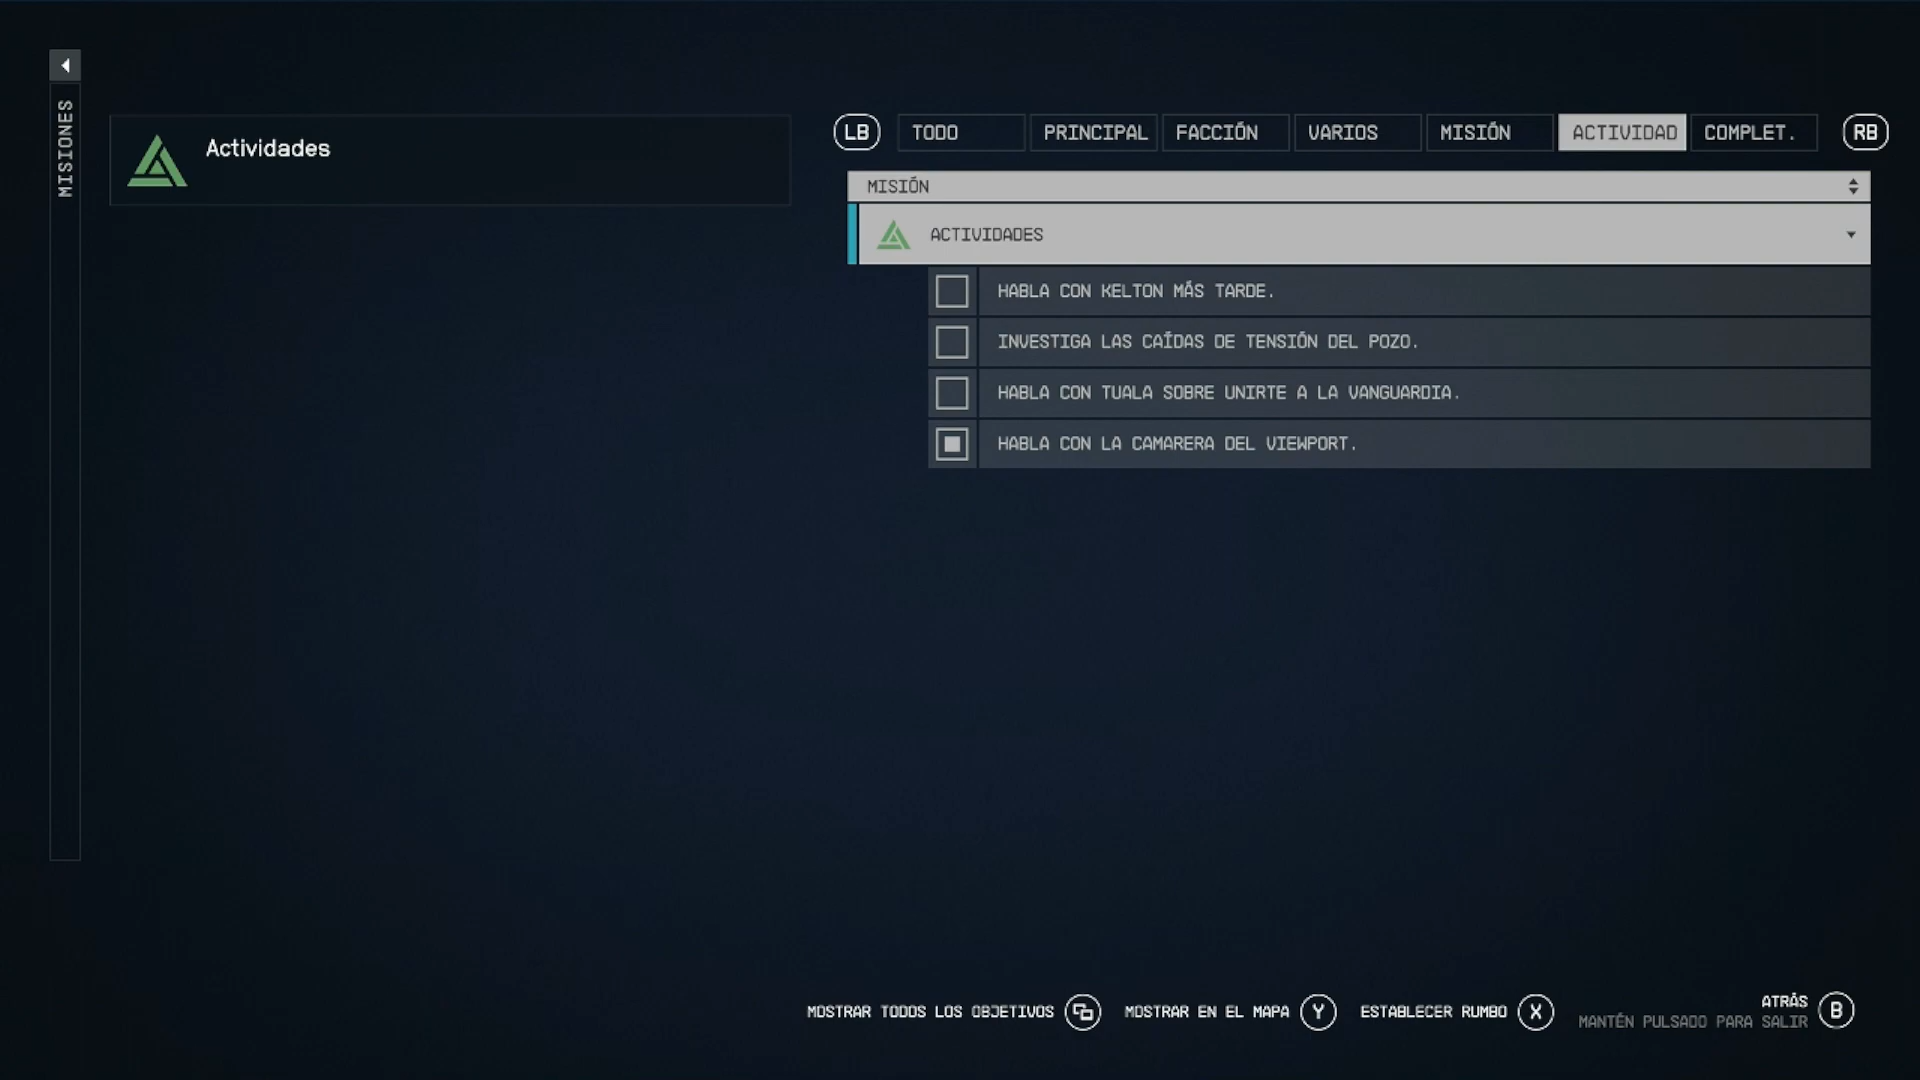 MISIONES
Actividades
LB TODO PRINCIPAL FACCIÓN VARIOS MISIÓN ACTIVIDAD COMPLET. RB
MISIÓN
ACTIVIDADES
HABLA CON KELTON MÁS TARDE.
INVESTIGA LAS CAÍDAS DE TENSIÓN DEL POZO.
HABLA CON TUALA SOBRE UNIRTE A LA VANGUARDIA.
HABLA CON LA CAMARERA DEL VIEWPORT.
MOSTRAR TODOS LOS OBJETIVOS MOSTRAR EN EL MAPA Y ESTABLECER RUMBO X ATRÁS B
MANTÉN PULSADO PARA SALIR